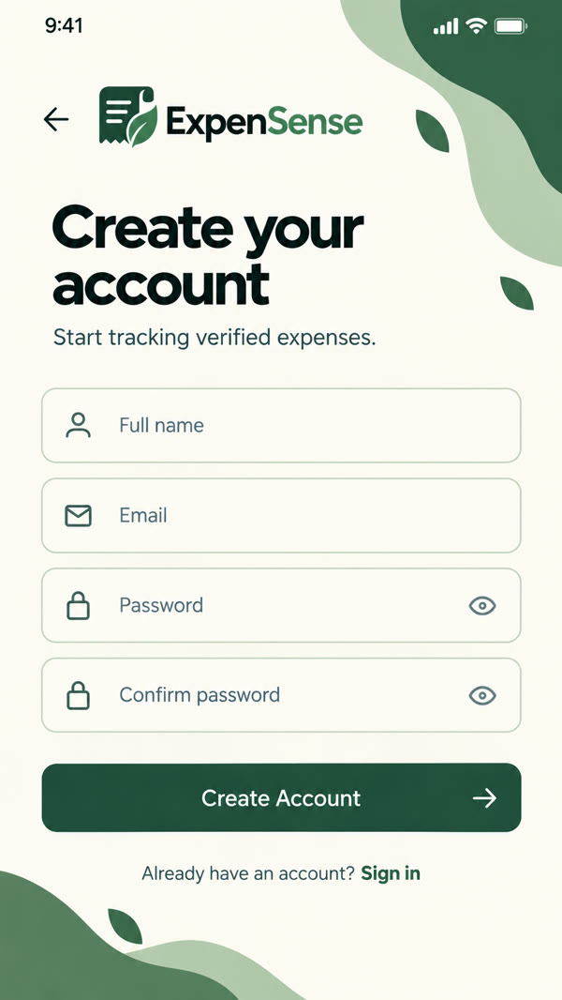 9:41
ExpenSense
Create your
account
Start tracking verified expenses.
Full name
Email
Password
Confirm password
Create Account
Already have an account? Sign in